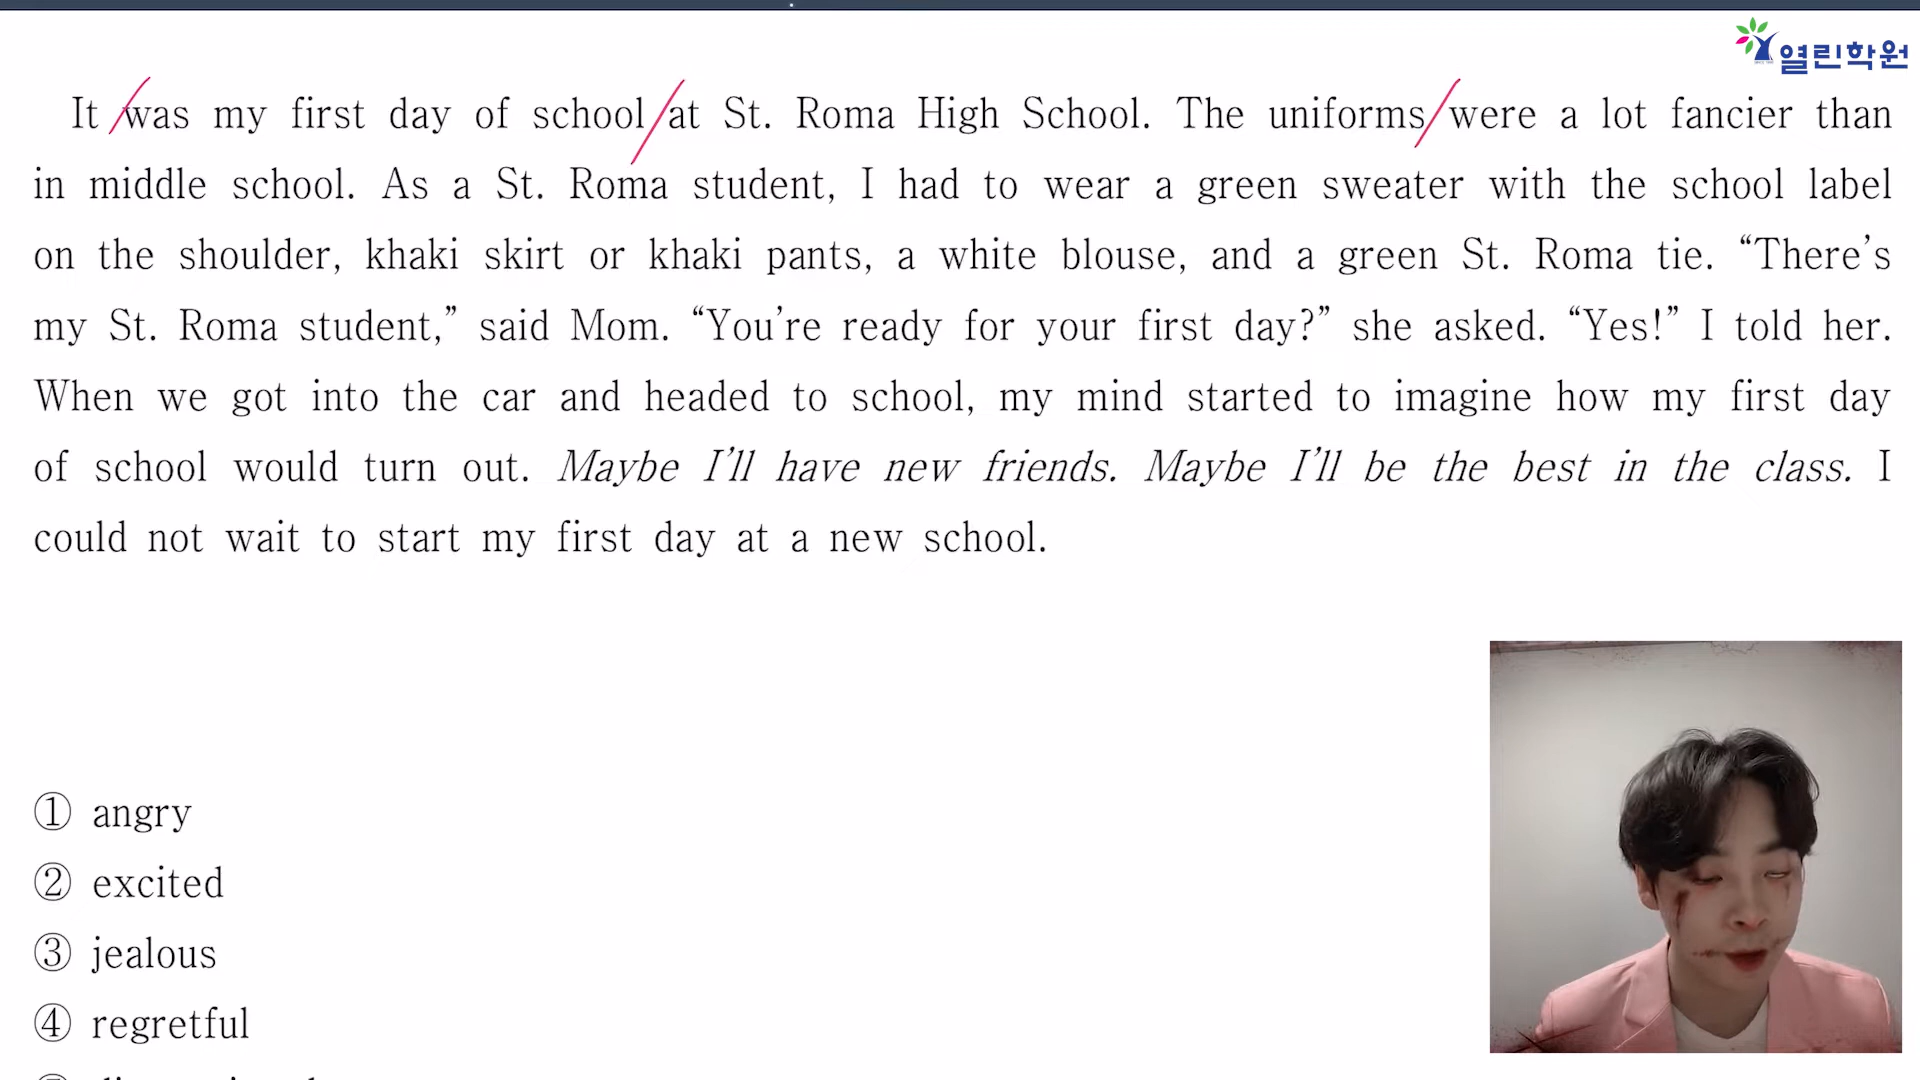 열린학원
It was my first day of school at St. Roma High School. The uniforms were a lot fancier than
in middle school. As a St. Roma student, I had to wear a green sweater with the school label
on the shoulder, khaki skirt or khaki pants, a white blouse, and a green St. Roma tie. “There’s
my St. Roma student,” said Mom. “You’re ready for your first day?” she asked. “Yes!” I told her.
When we got into the car and headed to school, my mind started to imagine how my first day
of school would turn out. Maybe I’ll have new friends. Maybe I’ll be the best in the class. I
could not wait to start my first day at a new school.
① angry
② excited
③ jealous
④ regretful